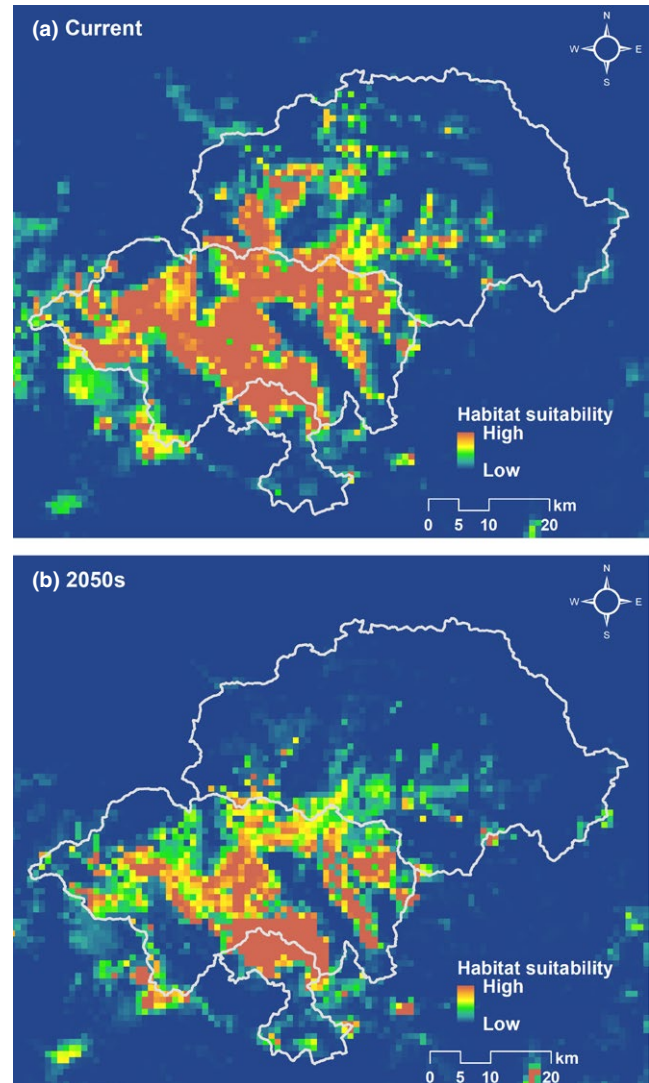 (a) Current
N
W E
S
Habitat suitability
High
Low
km
0 5 10 20
(b) 2050s
N
W E
S
Habitat suitability
High
Low
km
0 5 10 20